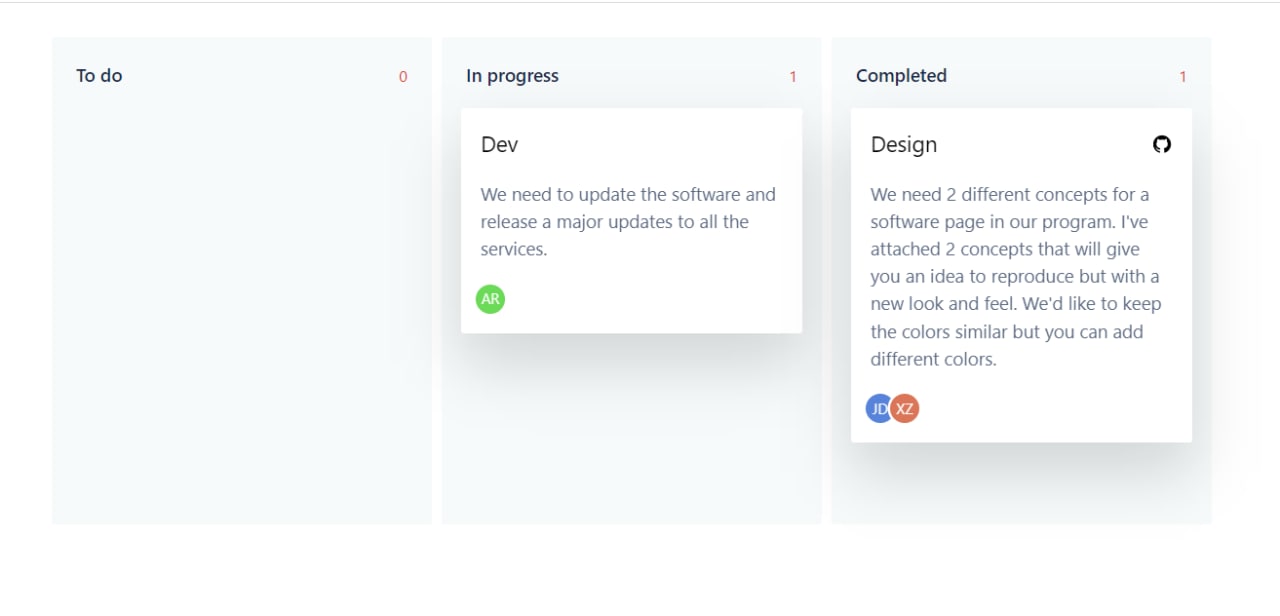 To do
0
In progress
1
Dev
We need to update the software and
release a major updates to all the
services.
AR
Completed
1
Design
We need 2 different concepts for a
software page in our program. I've
attached 2 concepts that will give
you an idea to reproduce but with a
new look and feel. We'd like to keep
the colors similar but you can add
different colors.
JD
XZ